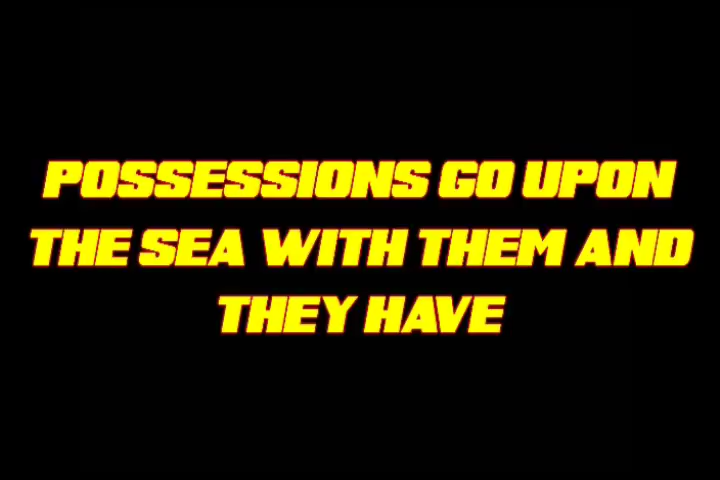 POSSESSIONS GO UPON
THE SEA WITH THEM AND
THEY HAVE